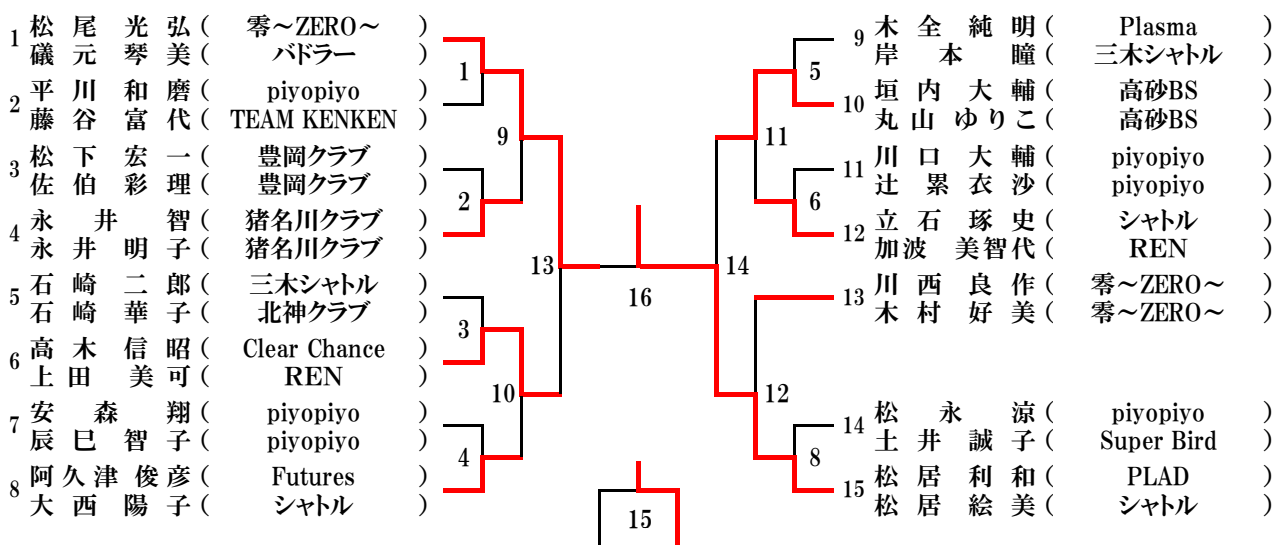 1 松尾光弘（ 零～ZERO～ ）
礒元琴美（ バドラー ）
2 平川和磨（ piyopiyo ）
藤谷富代（ TEAM KENKEN ）
3 松下宏一（ 豊岡クラブ ）
佐伯彩理（ 豊岡クラブ ）
4 永井智（ 猪名川クラブ ）
永井明子（ 猪名川クラブ ）
5 石崎二郎（ 三木シャトル ）
石崎華子（ 北神クラブ ）
6 高木信昭（ Clear Chance ）
上田美可（ REN ）
7 安森翔（ piyopiyo ）
辰巳智子（ piyopiyo ）
8 阿久津俊彦（ Futures ）
大西陽子（ シャトル ）
1
2
3
4
9
10
13
16
15
14
11
12
5
6
8
9 木全純明（ Plasma ）
岸本瞳（ 三木シャトル ）
10 垣内大輔（ 高砂BS ）
丸山ゆりこ（ 高砂BS ）
11 川口大輔（ piyopiyo ）
辻累衣沙（ piyopiyo ）
12 立石琢史（ シャトル ）
加波美智代（ REN ）
13 川西良作（ 零～ZERO～ ）
木村好美（ 零～ZERO～ ）
14 松永涼（ piyopiyo ）
土井誠子（ Super Bird ）
15 松居利和（ PLAD ）
松居絵美（ シャトル ）